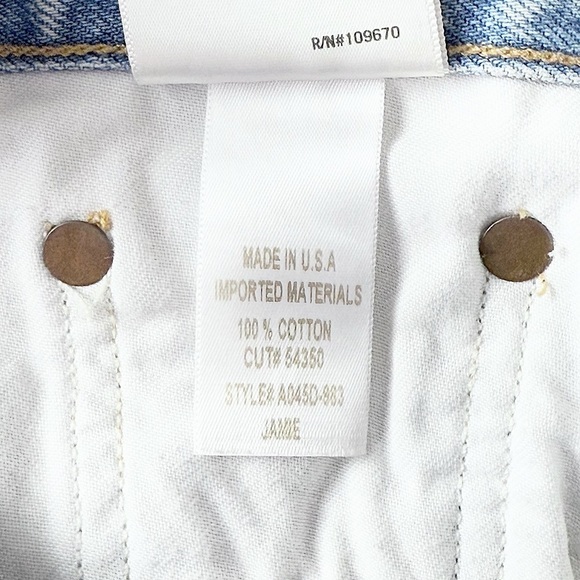 R/N#109670
MADE IN U.S.A
IMPORTED MATERIALS
100 % COTTON
CUT# 54350
STYLE# A045D-983
JAMIE